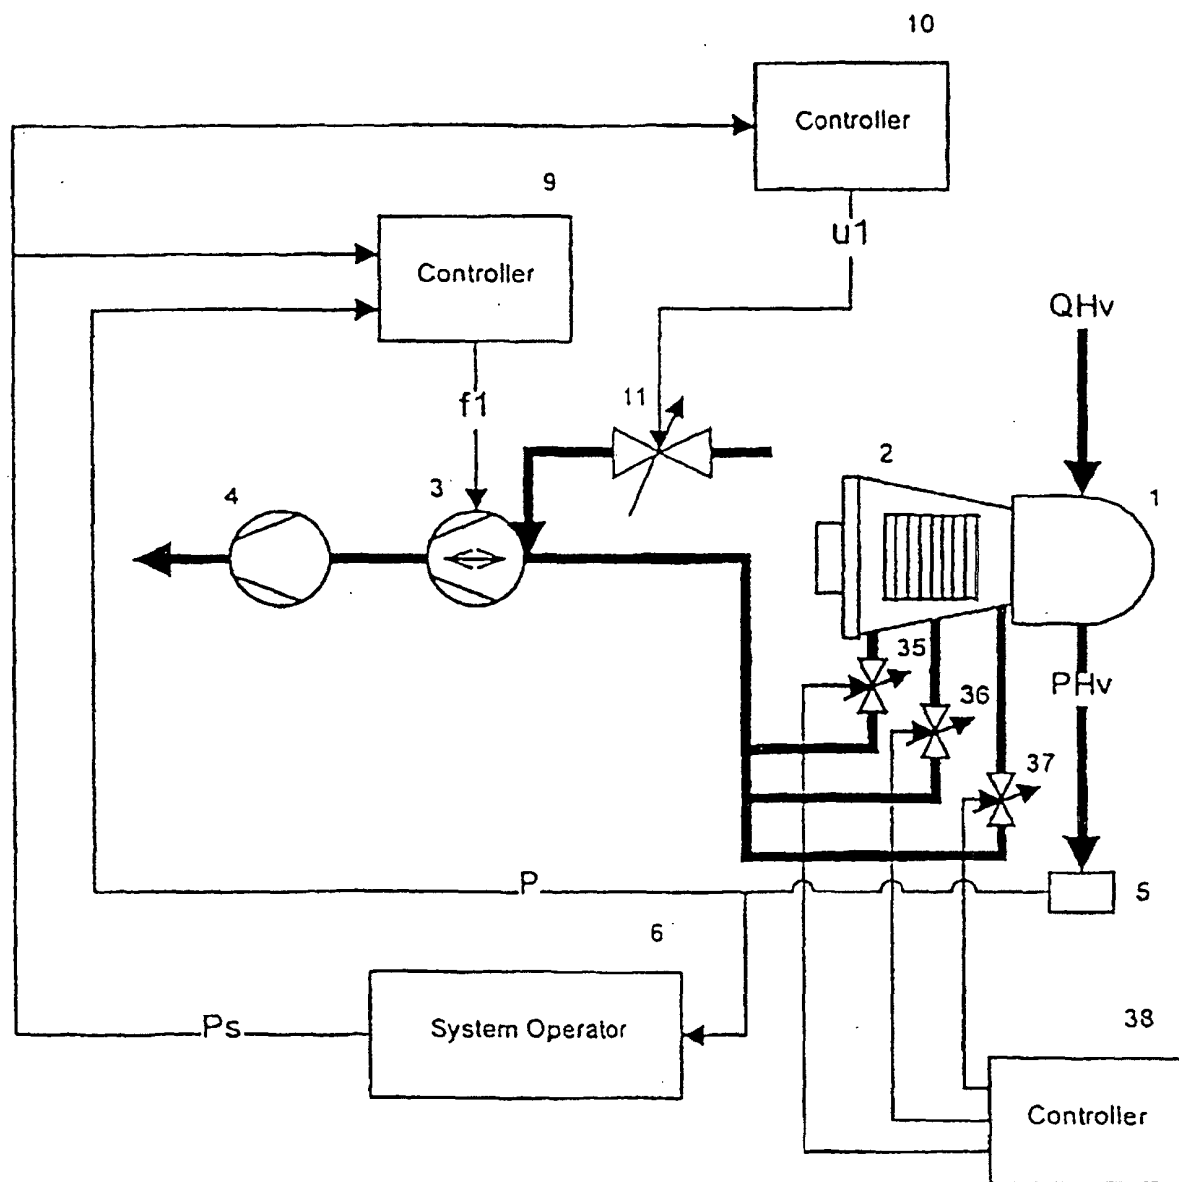 10
Controller
9
u1
Controller
QHv
f1
11
2
4
3
1
35
PHv
36
37
P
5
6
Ps
System Operator
38
Controller